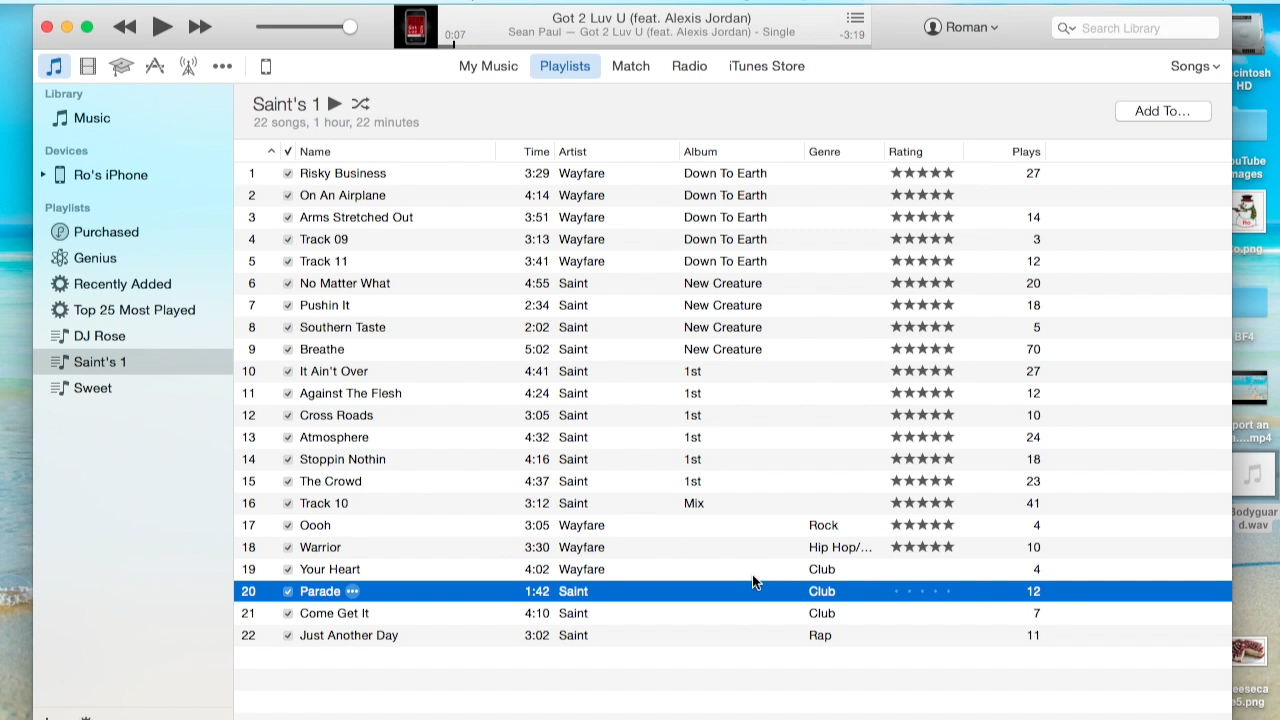 Got 2 Luv U (feat. Alexis Jordan)
0:07 Sean Paul — Got 2 Luv U (feat. Alexis Jordan) - Single -3:19
Roman
Search Library
My Music Playlists Match Radio iTunes Store Songs
Library
Music
Devices
Ro's iPhone
Playlists
Purchased
Genius
Recently Added
Top 25 Most Played
DJ Rose
Saint's 1
Sweet
Saint's 1
22 songs, 1 hour, 22 minutes
Add To...
Name Time Artist Album Genre Rating Plays
1 Risky Business 3:29 Wayfare Down To Earth ★★★★★ 27
2 On An Airplane 4:14 Wayfare Down To Earth ★★★★★
3 Arms Stretched Out 3:51 Wayfare Down To Earth ★★★★★ 14
4 Track 09 3:13 Wayfare Down To Earth ★★★★★ 3
5 Track 11 3:47 Wayfare Down To Earth ★★★★★ 12
6 No Matter What 4:55 Saint New Creature ★★★★★ 20
7 Pushin It 2:34 Saint New Creature ★★★★★ 18
8 Southern Taste 2:02 Saint New Creature ★★★★★ 5
9 Breathe 5:02 Saint New Creature ★★★★★ 70
10 It Ain't Over 4:41 Saint 1st ★★★★★ 27
11 Against The Flesh 4:24 Saint 1st ★★★★★ 12
12 Cross Roads 3:05 Saint 1st ★★★★★ 10
13 Atmosphere 4:32 Saint 1st ★★★★★ 24
14 Stoppin Nothin 4:16 Saint 1st ★★★★★ 18
15 The Crowd 4:37 Saint 1st ★★★★★ 23
16 Track 10 3:12 Saint Mix ★★★★★ 41
17 Oooh 3:05 Wayfare Rock ★★★★★ 4
18 Warrior 3:30 Wayfare Hip Hop/... ★★★★★ 10
19 Your Heart 4:02 Wayfare Club 4
20 Parade 1:42 Saint Club 12
21 Come Get It 4:10 Saint Club 7
22 Just Another Day 3:02 Saint Rap 11
cintosh
HD
ouTube
mages
o.png
BF4
port an
a....mp4
Bodyguar
d.wav
eeseca
e5.png